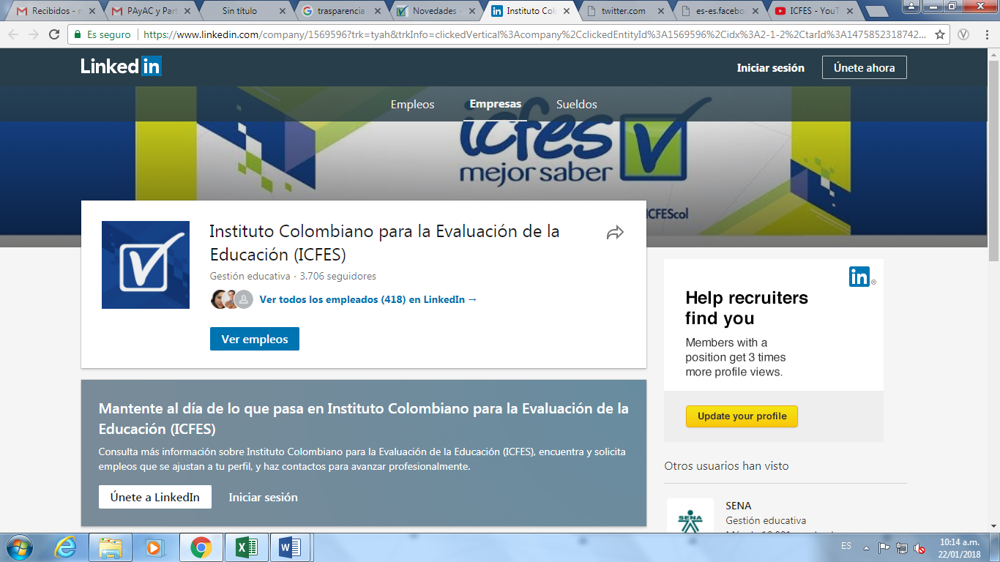 Recibidos - n
PAyAC y Part
Sin título
trasparencia
Novedades -
Instituto Col
twitter.com
es-es.facebo
ICFES - YouT
Es seguro
https://www.linkedin.com/company/1569596?trk=tyah&trkInfo=clickedVertical%3Acompany%2CclickedEntityId%3A1569596%2Cidx%3A2-1-2%2CtarId%3A1475852318742...
Linked in
Iniciar sesión
Únete ahora
Empleos
Empresas
Sueldos
icfes
mejor saber
ICFEScol
Instituto Colombiano para la Evaluación de la
Educación (ICFES)
Gestión educativa · 3.706 seguidores
Ver todos los empleados (418) en LinkedIn →
Ver empleos
in ®
Help recruiters
find you
Members with a
position get 3 times
more profile views.
Update your profile
Mantente al día de lo que pasa en Instituto Colombiano para la Evaluación de la
Educación (ICFES)
Consulta más información sobre Instituto Colombiano para la Evaluación de la Educación (ICFES), encuentra y solicita
empleos que se ajustan a tu perfil, y haz contactos para avanzar profesionalmente.
Únete a LinkedIn
Iniciar sesión
Otros usuarios han visto
SENA
SENA
Gestión educativa
ES
10:14 a.m.
22/01/2018